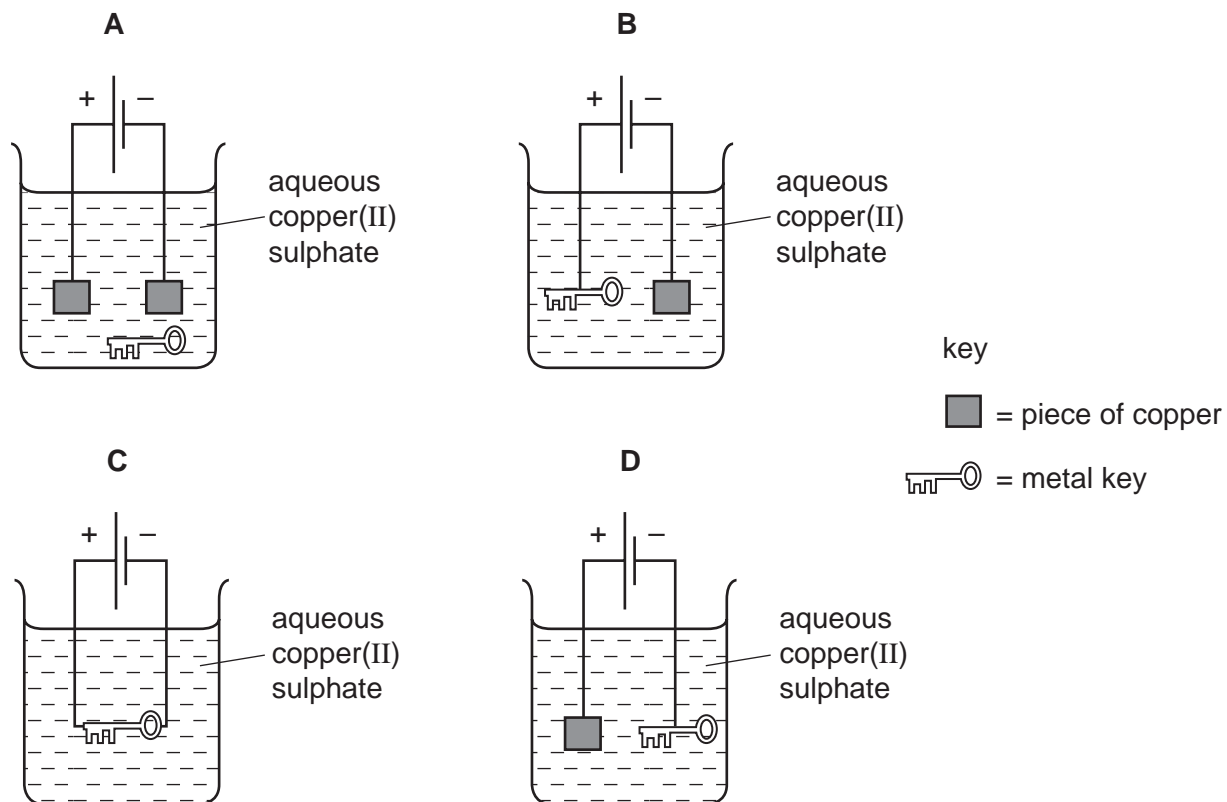 A
+ −
aqueous
copper(II)
sulphate
B
+ −
aqueous
copper(II)
sulphate
key
= piece of copper
= metal key
C
+ −
aqueous
copper(II)
sulphate
D
+ −
aqueous
copper(II)
sulphate